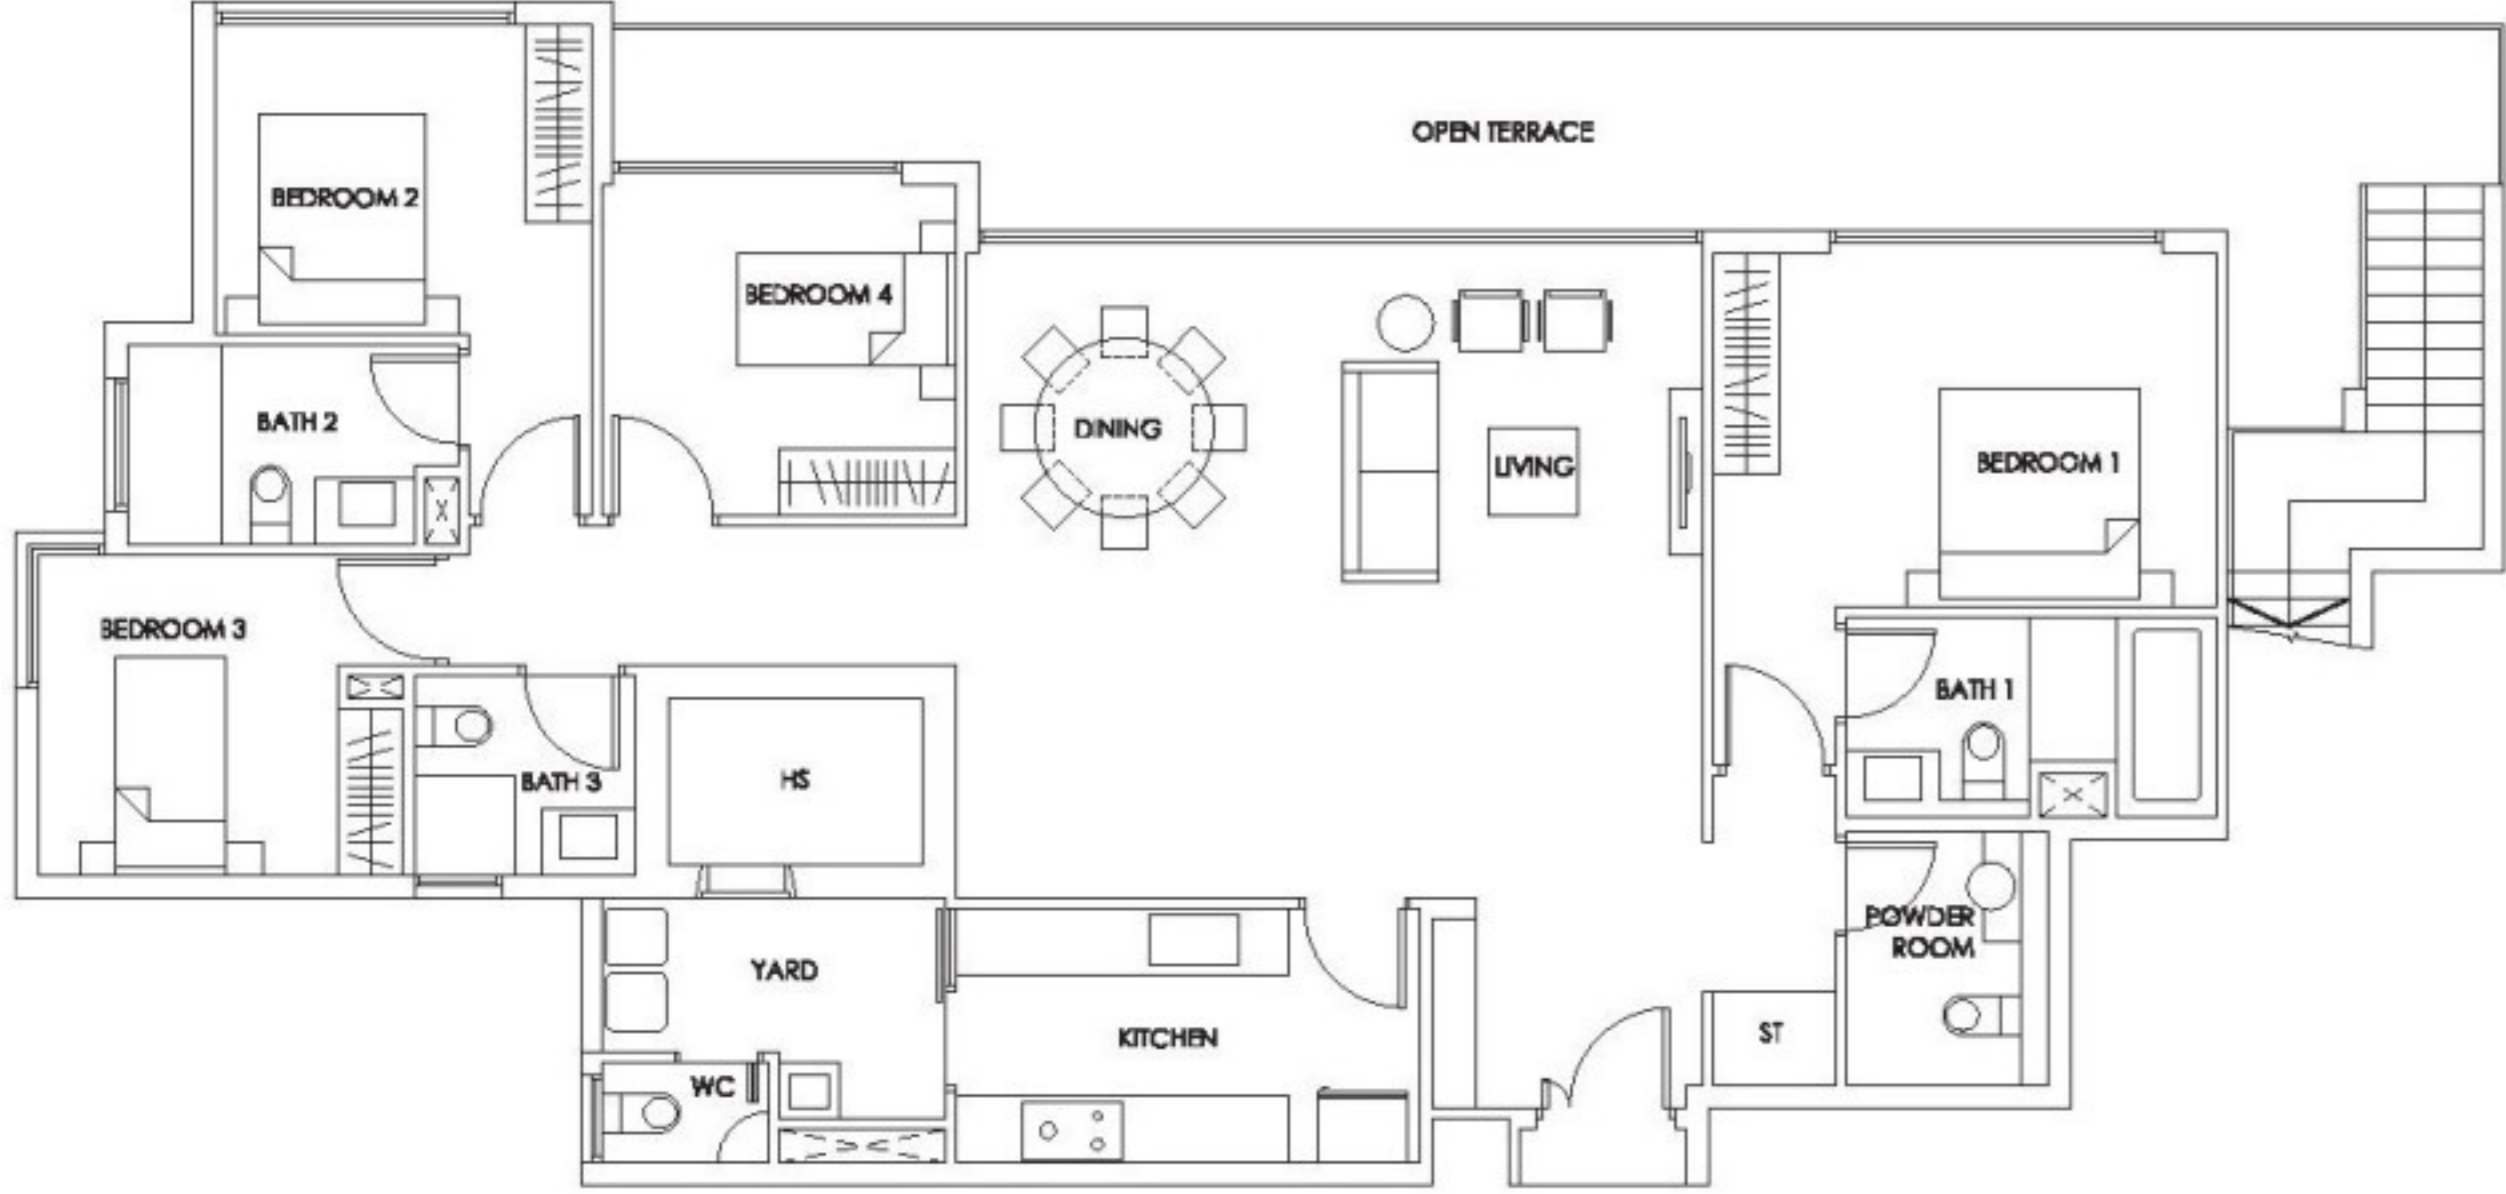 OPEN TERRACE
BEDROOM 2
BEDROOM 4
BATH 2
DINING
LIVING
BEDROOM 1
BEDROOM 3
BATH 1
BATH 3
HS
POWDER
ROOM
YARD
KITCHEN
ST
WC